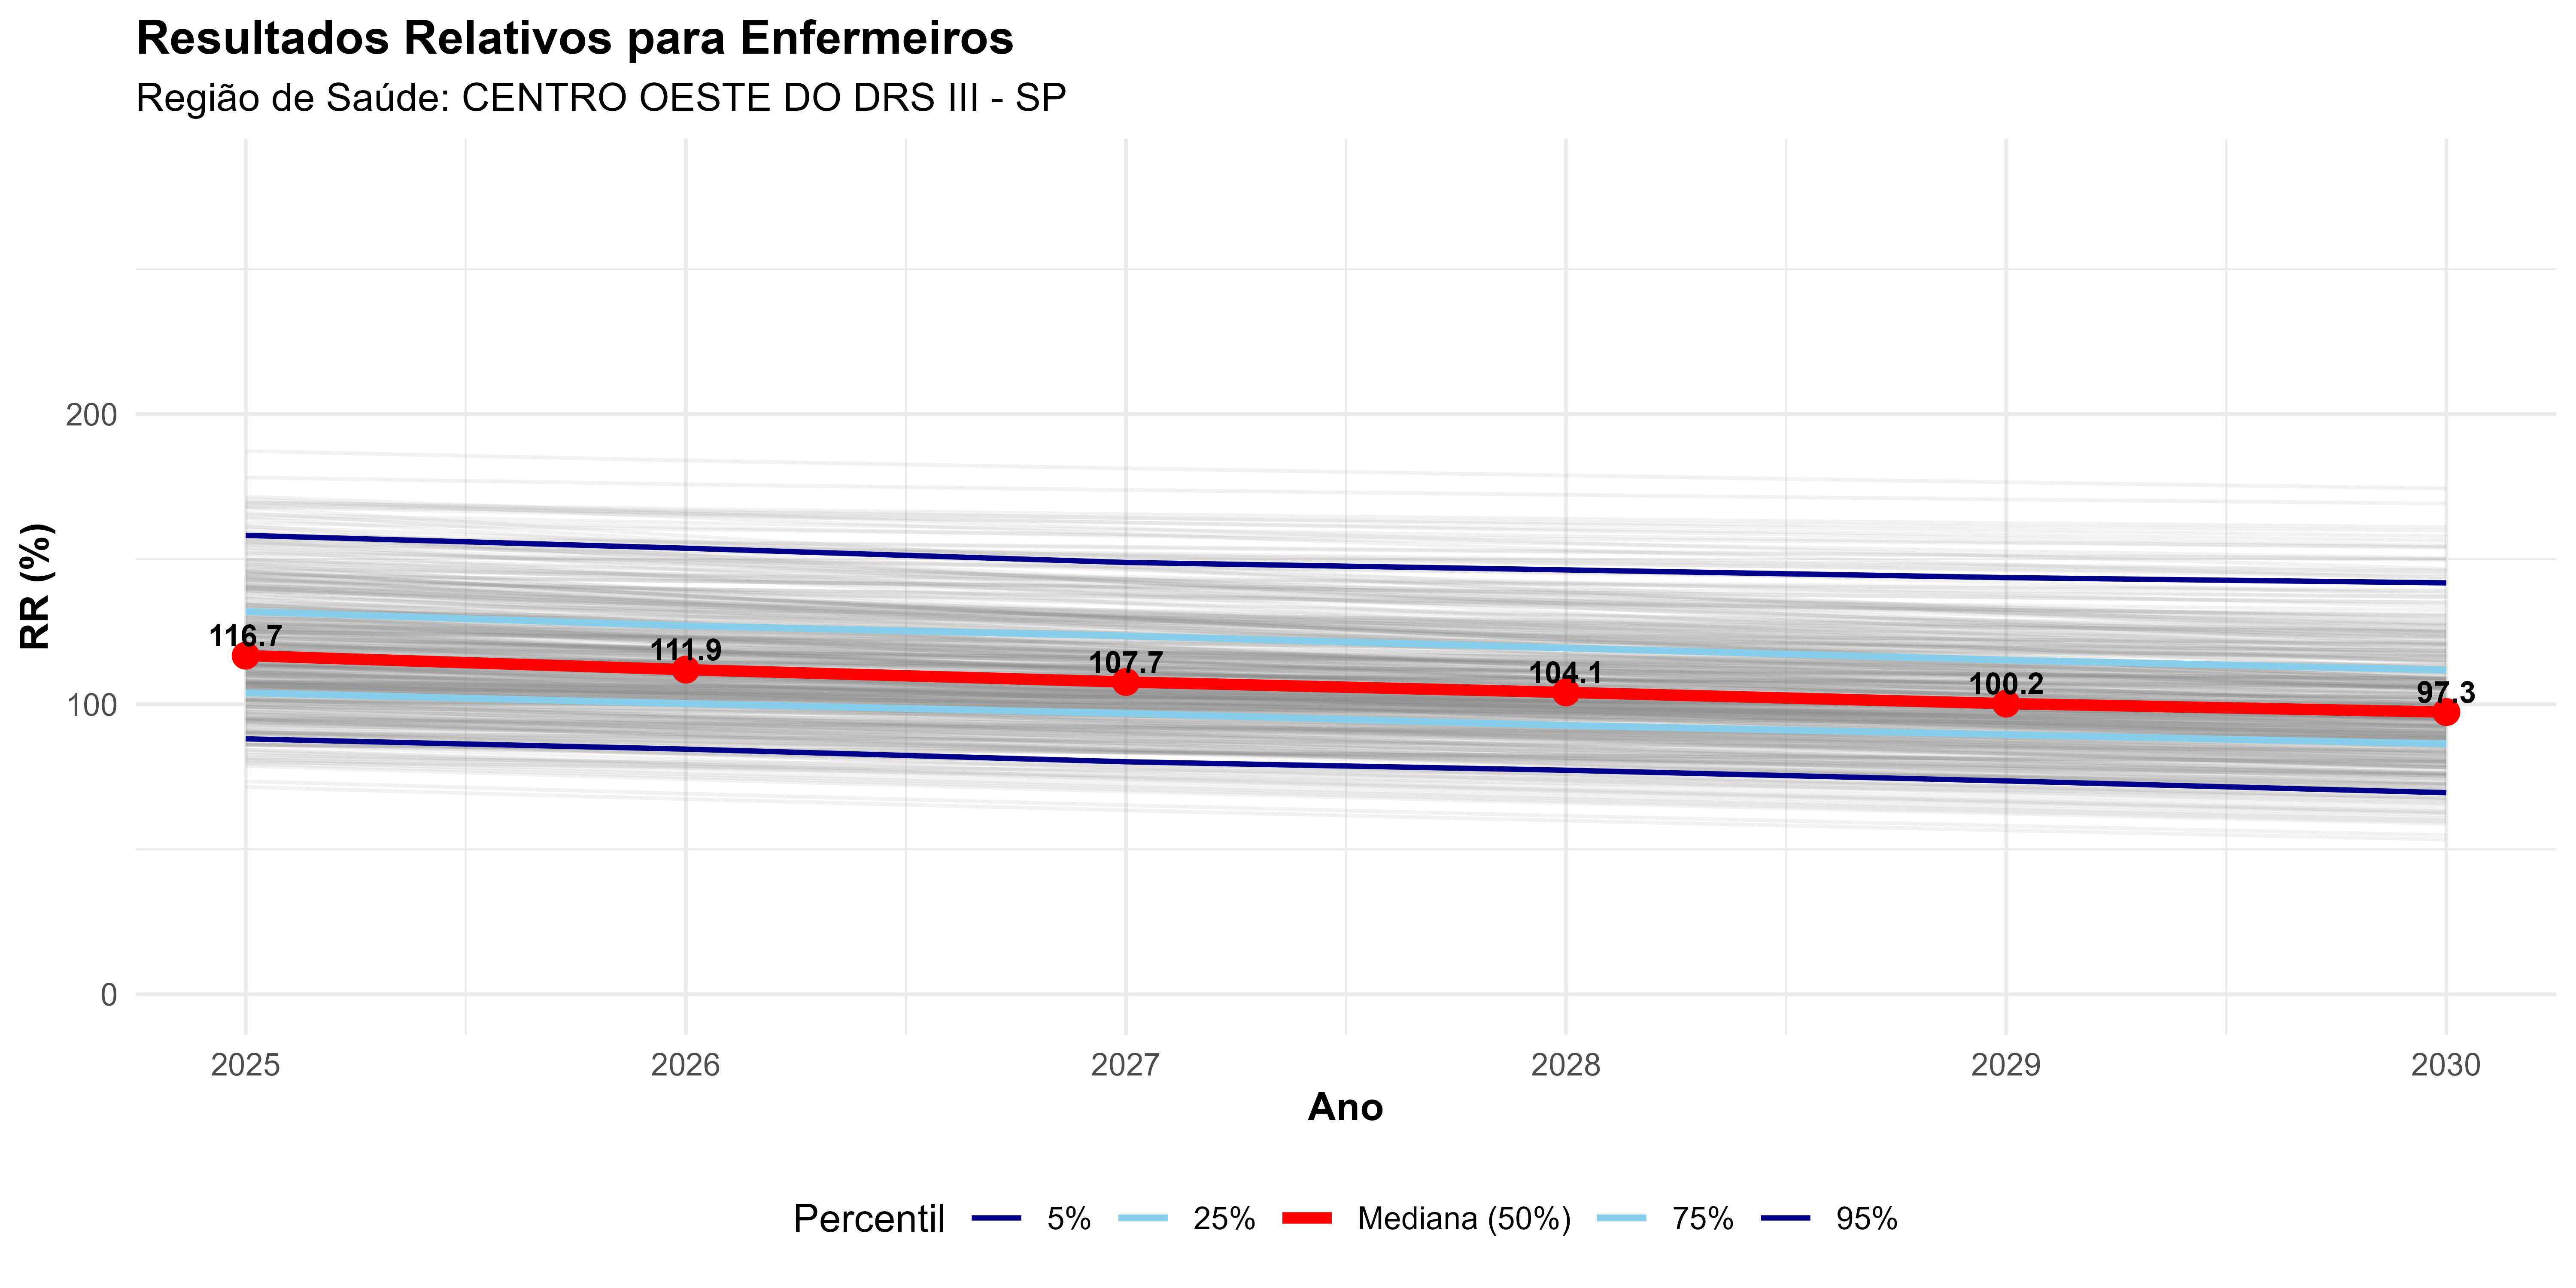 Resultados Relativos para Enfermeiros
Região de Saúde: CENTRO OESTE DO DRS III - SP
RR (%)
200
100
0
116.7
111.9
107.7
104.1
100.2
97.3
2025 2026 2027 2028 2029 2030
Ano
Percentil 5% 25% Mediana (50%) 75% 95%